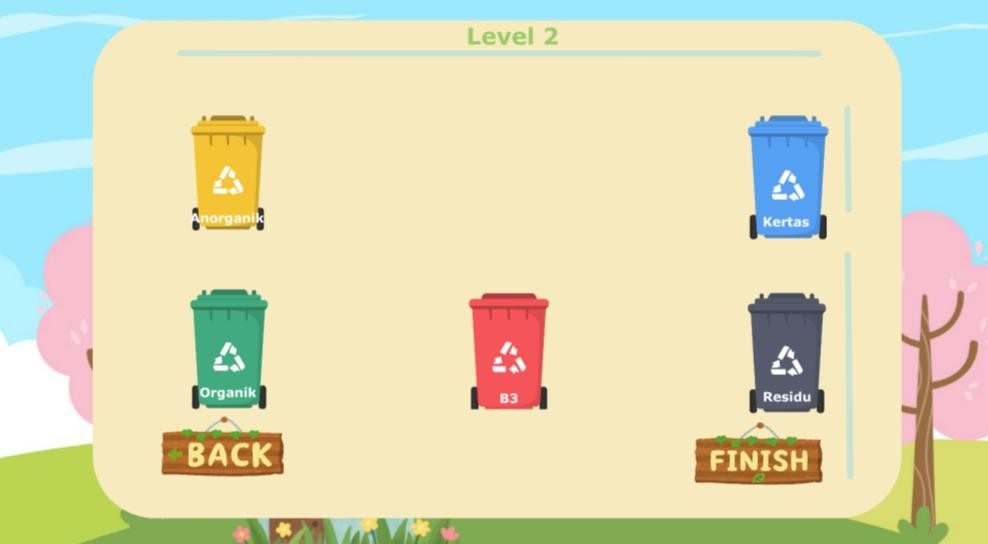 Level 2
Anorganik
Kertas
Organik
B3
Residu
BACK
FINISH